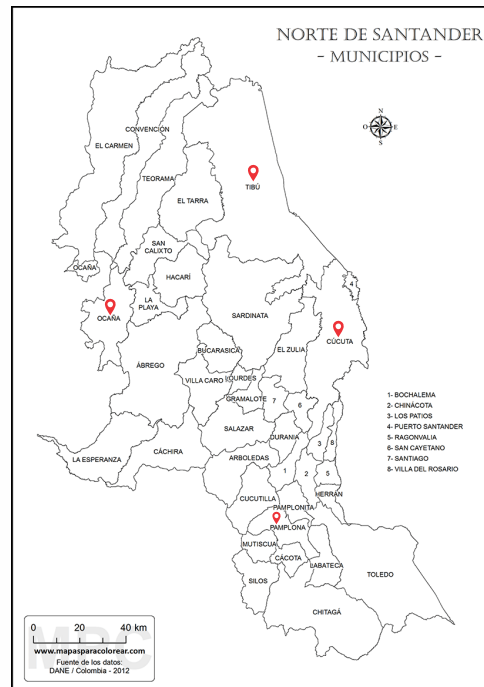 NORTE DE SANTANDER
- MUNICIPIOS -
N
O E
S
CONVENCIÓN
EL CARMEN
TEORAMA
TIBÚ
EL TARRA
SAN
CALIXTO
OCAÑA
HACARÍ
4
LA
PLAYA
OCAÑA
SARDINATA
CÚCUTA
BUCARASICA
EL ZULIA
ÁBREGO
VILLA CARO
LOURDES
GRAMALOTE
7
6
1- BOCHALEMA
2- CHINÁCOTA
3- LOS PATIOS
4- PUERTO SANTANDER
5- RAGONVALIA
6- SAN CAYETANO
7- SANTIAGO
8- VILLA DEL ROSARIO
SALAZAR
DURANIA
3
8
LA ESPERANZA
CÁCHIRA
ARBOLEDAS
1
2
5
CUCUTILLA
HERRÁN
PAMPLONITA
PAMPLONA
MUTISCUA
CÁCOTA
LABATECA
TOLEDO
SILOS
CHITAGÁ
0 20 40 km
MPC
www.mapasparacolorear.com
Fuente de los datos:
DANE / Colombia - 2012